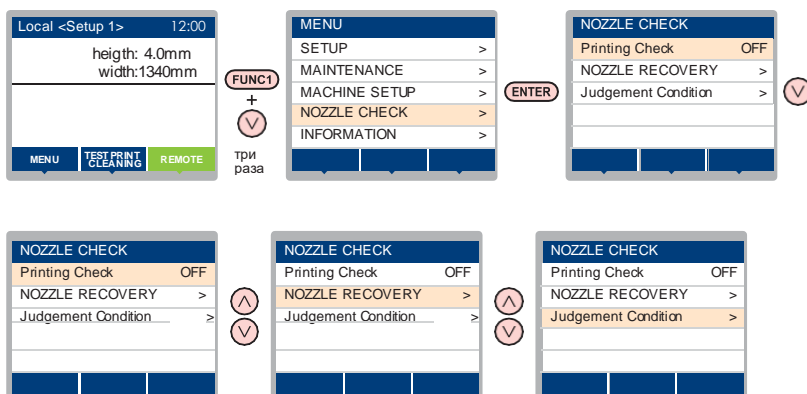 Local <Setup 1> 12:00
heigth: 4.0mm
width:1340mm
MENU
TEST PRINT
CLEANING
REMOTE
FUNC1
+
три
раза
MENU
SETUP >
MAINTENANCE >
MACHINE SETUP >
NOZZLE CHECK >
INFORMATION >
ENTER
NOZZLE CHECK
Printing Check OFF
NOZZLE RECOVERY >
Judgement Condition >
NOZZLE CHECK
Printing Check OFF
NOZZLE RECOVERY >
Judgement Condition >
NOZZLE CHECK
Printing Check OFF
NOZZLE RECOVERY >
Judgement Condition >
NOZZLE CHECK
Printing Check OFF
NOZZLE RECOVERY >
Judgement Condition >